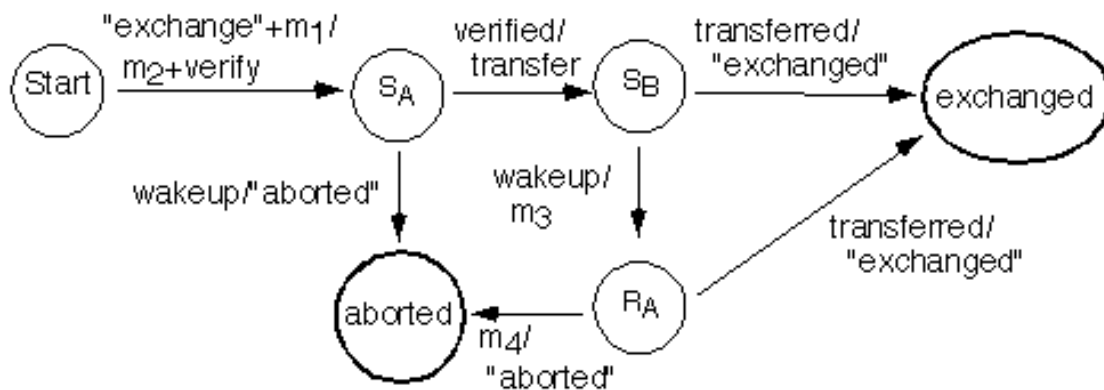 "exchange"+m1/
m2+verify
verified/
transfer
transferred/
"exchanged"
Start
SA
SB
exchanged
wakeup/"aborted"
wakeup/
m3
transferred/
"exchanged"
aborted
RA
m4/
"aborted"